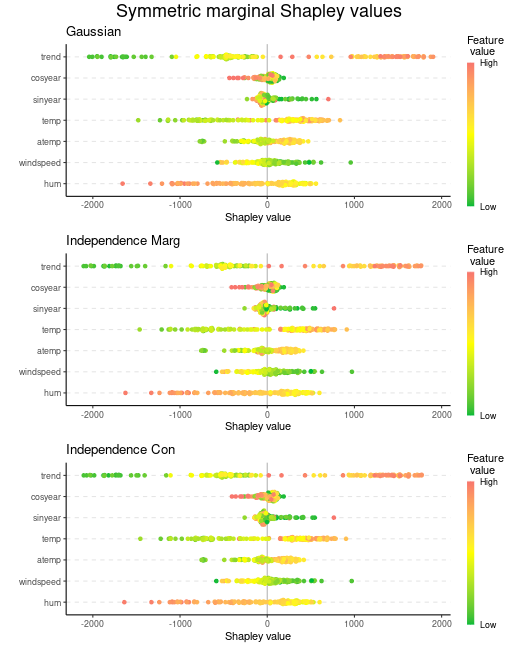 Symmetric marginal Shapley values
Gaussian
trend
cosyear
sinyear
temp
atemp
windspeed
hum
-2000 -1000 0 1000 2000
Shapley value
Feature
value
High
Low
Independence Marg
trend
cosyear
sinyear
temp
atemp
windspeed
hum
-2000 -1000 0 1000 2000
Shapley value
Feature
value
High
Low
Independence Con
trend
cosyear
sinyear
temp
atemp
windspeed
hum
-2000 -1000 0 1000 2000
Shapley value
Feature
value
High
Low